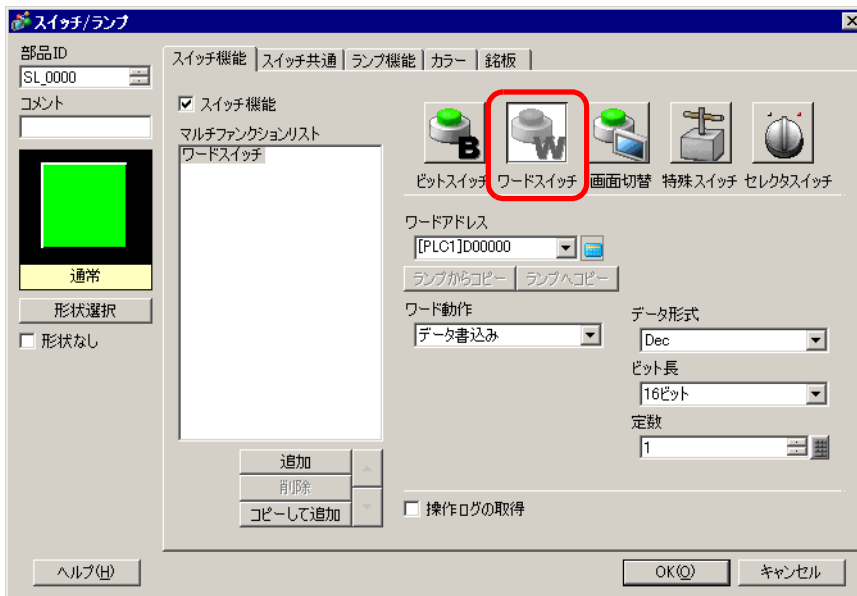 スイッチ/ランプ
部品ID
SL_0000
コメント
通常
形状選択
形状なし
スイッチ機能 スイッチ共通 ランプ機能 カラー 銘板
スイッチ機能
マルチファンクションリスト
ワードスイッチ
追加
削除
コピーして追加
B W
ビットスイッチ ワードスイッチ 画面切替 特殊スイッチ セレクタスイッチ
ワードアドレス
[PLC1]D00000
ランプからコピー ランプへコピー
ワード動作
データ書込み
データ形式
Dec
ビット長
16ビット
定数
1
操作ログの取得
ヘルプ(H) OK(O) キャンセル